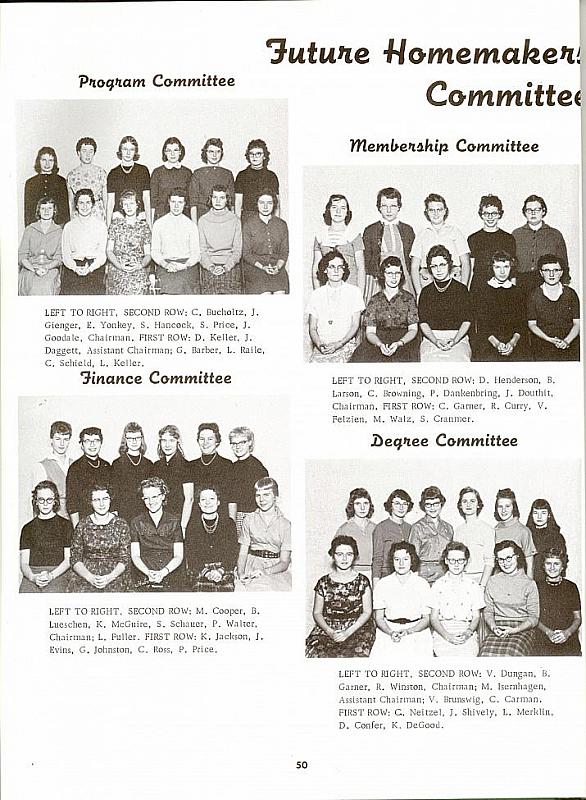 Future Homemakers
Committee
Program Committee
LEFT TO RIGHT, SECOND ROW: C. Bucholtz, J.
Gienger, E. Yonkey, S. Hancock, S. Price, J.
Goodale, Chairman. FIRST ROW: D. Keller, J.
Daggett, Assistant Chairman; G. Barber, L. Raile,
C. Schield, L. Keller.
Finance Committee
LEFT TO RIGHT, SECOND ROW: M. Cooper, B.
Lueschen, K. McGuire, S. Schauer, P. Walter,
Chairman; L. Fuller. FIRST ROW: K. Jackson, J.
Evins, G. Johnston, C. Ross, P. Price.
Membership Committee
LEFT TO RIGHT, SECOND ROW: D. Henderson, B.
Larson, C. Browning, P. Dankenbring, J. Douthit,
Chairman. FIRST ROW: C. Garner, R. Curry, V.
Felzien, M. Walz, S. Cranmer.
Degree Committee
LEFT TO RIGHT, SECOND ROW: V. Dungan, B.
Garner, R. Winston, Chairman; M. Isernhagen,
Assistant Chairman; V. Brunswig, C. Carman.
FIRST ROW: C. Neitzel, J. Shively, L. Merklin,
D. Confer, K. DeGood.
50